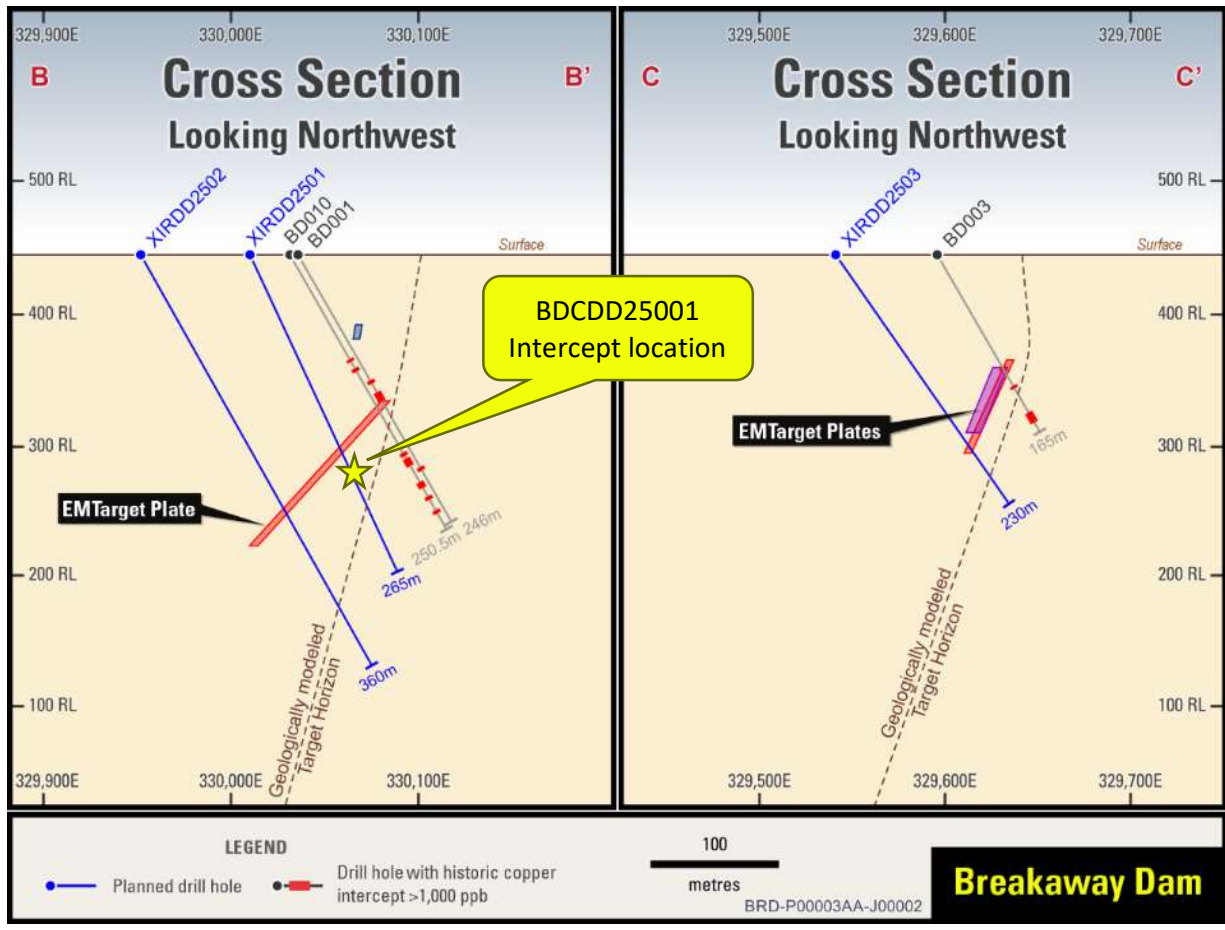 329,900E
330,000E
330,100E
B
Cross Section
B’
Looking Northwest
500 RL
XIRDD2502
XIRDD2501
BD010
BD001
Surface
400 RL
BDCDD25001
Intercept location
300 RL
EMTarget Plate
250.5m
246m
200 RL
265m
360m
100 RL
Geologically modeled
Target Horizon
329,900E
330,000E
330,100E
329,500E
329,600E
329,700E
C
Cross Section
C’
Looking Northwest
500 RL
XIRDD2503
BD003
Surface
400 RL
EMTarget Plates
300 RL
165m
230m
200 RL
Geologically modeled
Target Horizon
100 RL
329,500E
329,600E
329,700E
LEGEND
Planned drill hole
Drill hole with historic copper
intercept >1,000 ppb
100
metres
BRD-P00003AA-J00002
Breakaway Dam